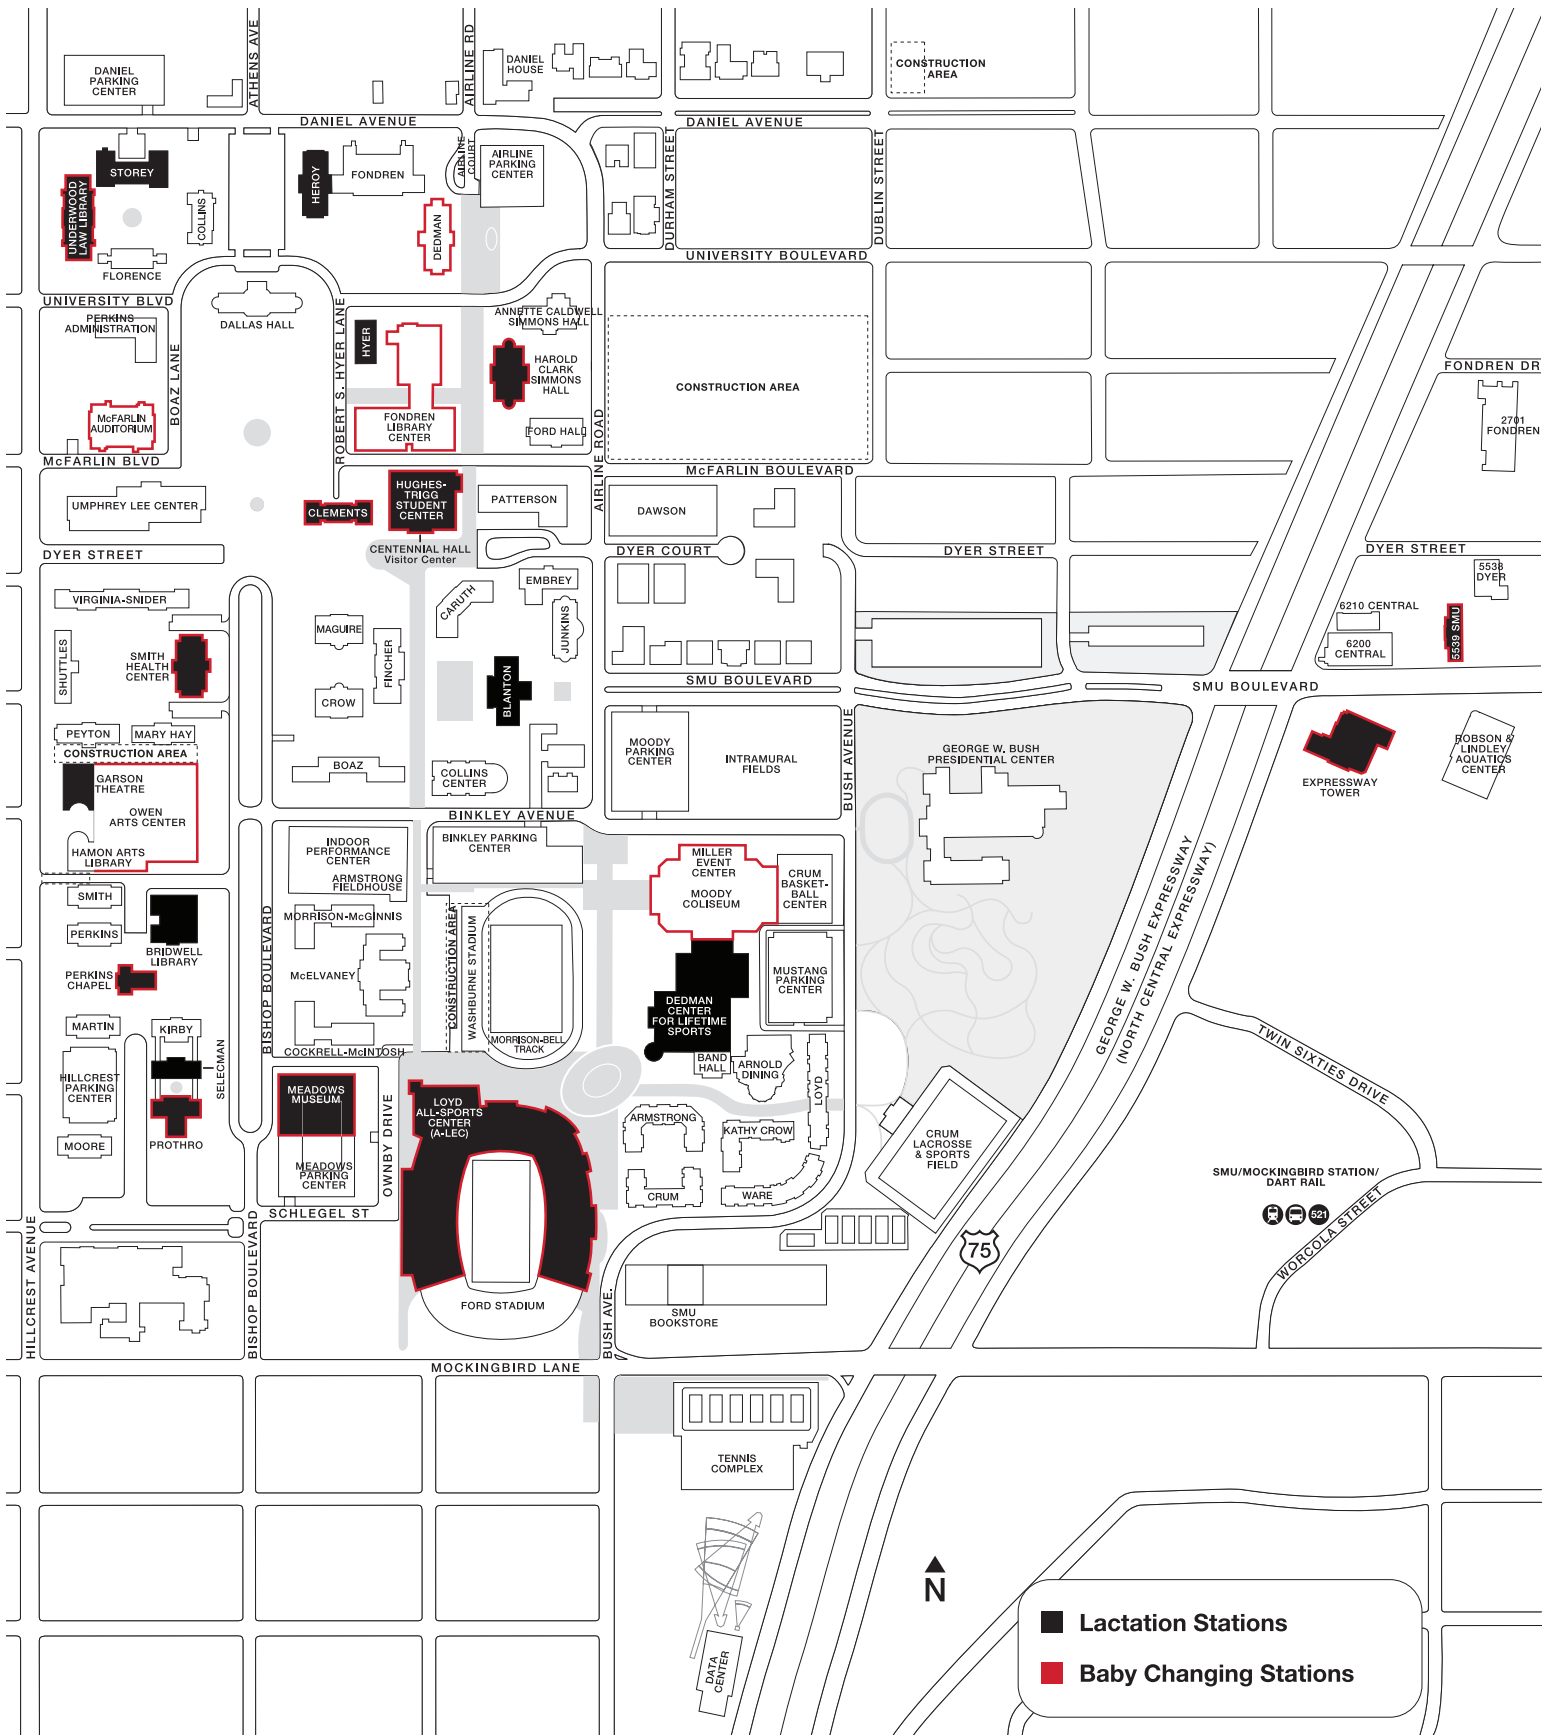 ATHENS AVE
AIRLINE RD
DANIEL
PARKING
CENTER
DANIEL
HOUSE
CONSTRUCTION
AREA
DANIEL AVENUE
DANIEL AVENUE
STOREY
UNDERWOOD
LAW LIBRARY
COLLINS
FLORENCE
HEROY
FONDREN
AIRLINE
COURT
AIRLINE
PARKING
CENTER
DEDMAN
DURHAM STREET
DUBLIN STREET
UNIVERSITY BOULEVARD
UNIVERSITY BLVD
PERKINS
ADMINISTRATION
BOAZ LANE
DALLAS HALL
ROBERT S. HYER LANE
HYER
ANNETTE CALDWELL
SIMMONS HALL
HAROLD
CLARK
SIMMONS
HALL
CONSTRUCTION AREA
FONDREN DR
2701
FONDREN
McFARLIN
AUDITORIUM
FONDREN
LIBRARY
CENTER
FORD HALL
AIRLINE ROAD
McFARLIN BLVD
McFARLIN BOULEVARD
UMPHREY LEE CENTER
CLEMENTS
HUGHES-
TRIGG
STUDENT
CENTER
PATTERSON
DAWSON
CENTENNIAL HALL
Visitor Center
DYER STREET
DYER COURT
DYER STREET
DYER STREET
5538
DYER
VIRGINIA-SNIDER
CARUTH
EMBREY
JUNKINS
6210 CENTRAL
6200
CENTRAL
5539 SMU
SHUTTLES
SMITH
HEALTH
CENTER
MAGUIRE
FINCHER
CROW
BLANTON
SMU BOULEVARD
SMU BOULEVARD
PEYTON
MARY HAY
CONSTRUCTION AREA
GARSON
THEATRE
OWEN
ARTS CENTER
HAMON ARTS
LIBRARY
BOAZ
COLLINS
CENTER
MOODY
PARKING
CENTER
INTRAMURAL
FIELDS
BUSH AVENUE
GEORGE W. BUSH
PRESIDENTIAL CENTER
EXPRESSWAY
TOWER
ROBSON &
LINDLEY
AQUATICS
CENTER
BINKLEY AVENUE
INDOOR
PERFORMANCE
CENTER
ARMSTRONG
FIELDHOUSE
BINKLEY PARKING
CENTER
MILLER
EVENT
CENTER
MOODY
COLISEUM
CRUM
BASKET-
BALL
CENTER
SMITH
PERKINS
BRIDWELL
LIBRARY
PERKINS
CHAPEL
BISHOP BOULEVARD
MORRISON-McGINNIS
McELVANEY
COCKRELL-McINTOSH
CONSTRUCTION AREA
WASHBURNE STADIUM
MORRISON-BELL
TRACK
DEDMAN
CENTER
FOR LIFETIME
SPORTS
MUSTANG
PARKING
CENTER
GEORGE W. BUSH EXPRESSWAY
(NORTH CENTRAL EXPRESSWAY)
MARTIN
KIRBY
SELECMAN
HILLCREST
PARKING
CENTER
MOORE
PROTHRO
MEADOWS
MUSEUM
MEADOWS
PARKING
CENTER
OWNBY DRIVE
LOYD
ALL-SPORTS
CENTER
(A-LEC)
BAND
HALL
ARNOLD
DINING
LOYD
ARMSTRONG
KATHY CROW
CRUM
WARE
CRUM
LACROSSE
& SPORTS
FIELD
TWIN SIXTIES DRIVE
SMU/MOCKINGBIRD STATION/
DART RAIL
521
WORCOLA STREET
SCHLEGEL ST
HILLCREST AVENUE
BISHOP BOULEVARD
FORD STADIUM
BUSH AVE.
SMU
BOOKSTORE
75
MOCKINGBIRD LANE
TENNIS
COMPLEX
DATA
CENTER
N
Lactation Stations
Baby Changing Stations